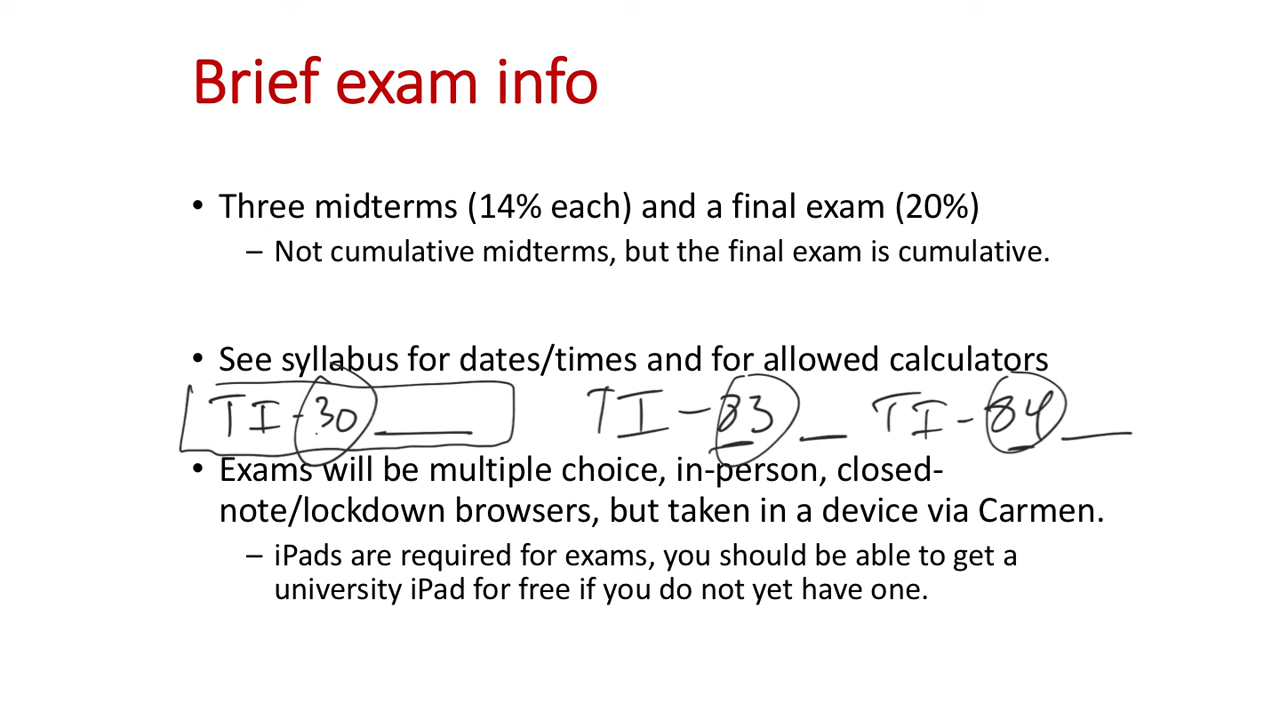 Brief exam info
• Three midterms (14% each) and a final exam (20%)
– Not cumulative midterms, but the final exam is cumulative.
• See syllabus for dates/times and for allowed calculators
TI-30____ TI-83__ TI-84___
• Exams will be multiple choice, in-person, closed-
note/lockdown browsers, but taken in a device via Carmen.
– iPads are required for exams, you should be able to get a
university iPad for free if you do not yet have one.